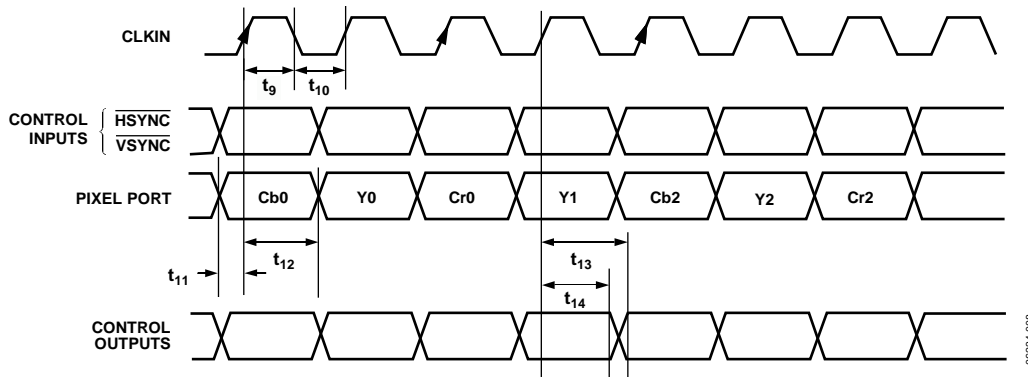 CLKIN
t9
t10
CONTROL INPUTS
HSYNC
VSYNC
PIXEL PORT
Cb0
Y0
Cr0
Y1
Cb2
Y2
Cr2
t11
t12
t13
t14
CONTROL OUTPUTS